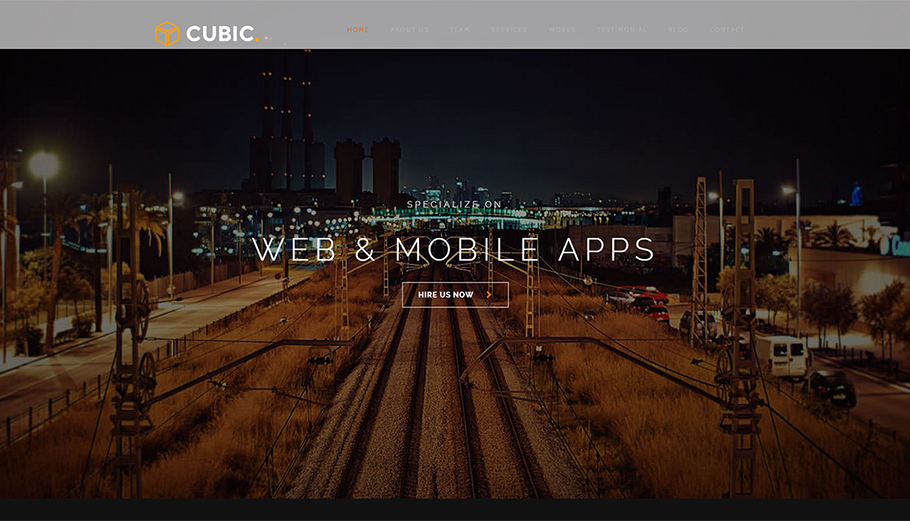 CUBIC.
HOME ABOUT US TEAM SERVICES WORKS TESTIMONIAL BLOG CONTACT
SPECIALIZE ON
WEB & MOBILE APPS
HIRE US NOW